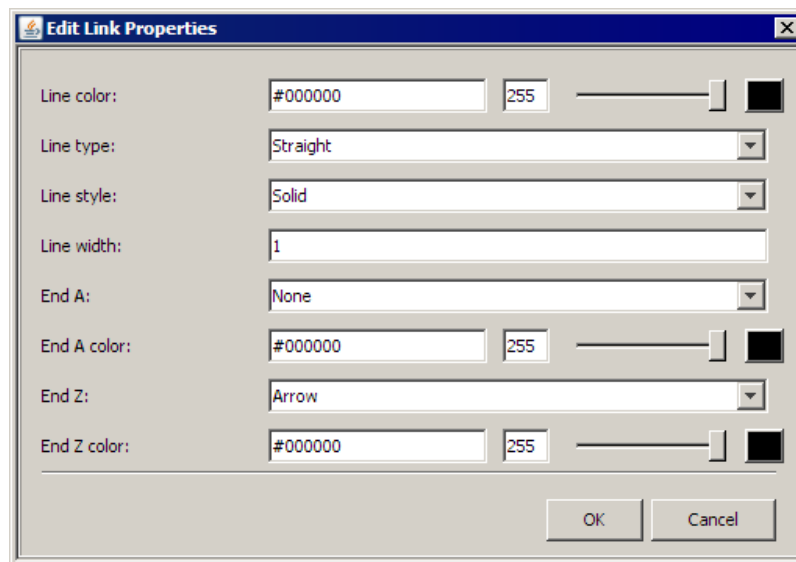 Edit Link Properties
Line color: #000000 255
Line type: Straight
Line style: Solid
Line width: 1
End A: None
End A color: #000000 255
End Z: Arrow
End Z color: #000000 255
OK Cancel